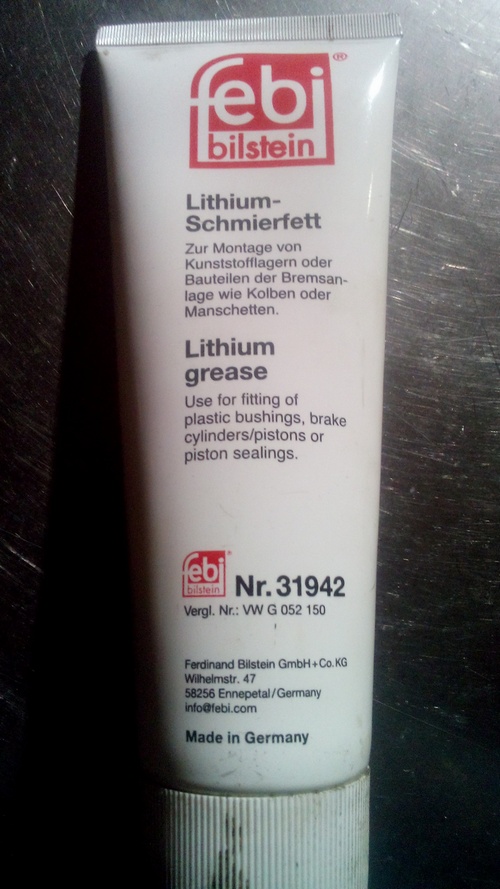 febi®
bilstein
Lithium-
Schmierfett
Zur Montage von
Kunststofflagern oder
Bauteilen der Bremsan-
lage wie Kolben oder
Manschetten.
Lithium
grease
Use for fitting of
plastic bushings, brake
cylinders/pistons or
piston sealings.
febi®
bilstein
Nr. 31942
Vergl. Nr.: VW G 052 150
Ferdinand Bilstein GmbH+Co.KG
Wilhelmstr. 47
58256 Ennepetal/Germany
info@febi.com
Made in Germany